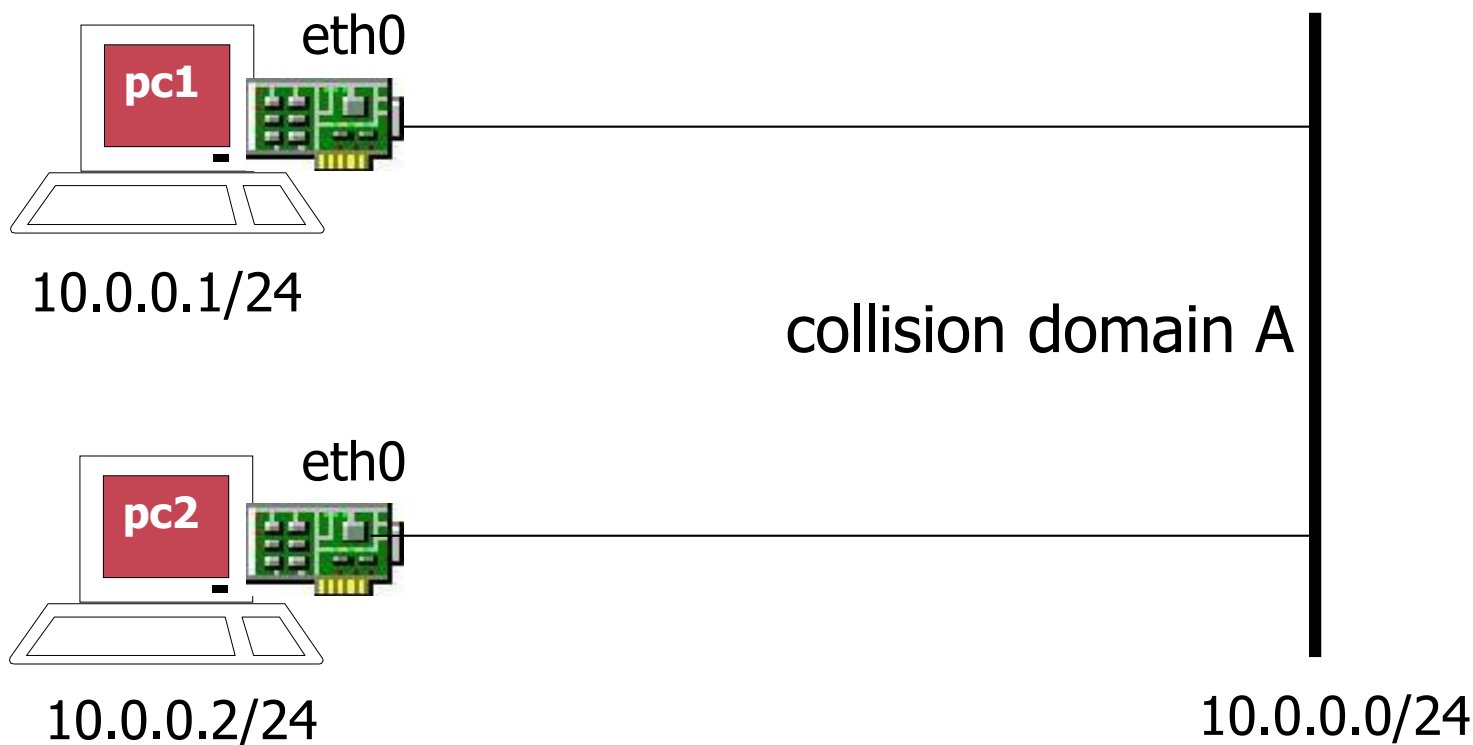 eth0
pc1
10.0.0.1/24
collision domain A
eth0
pc2
10.0.0.2/24
10.0.0.0/24